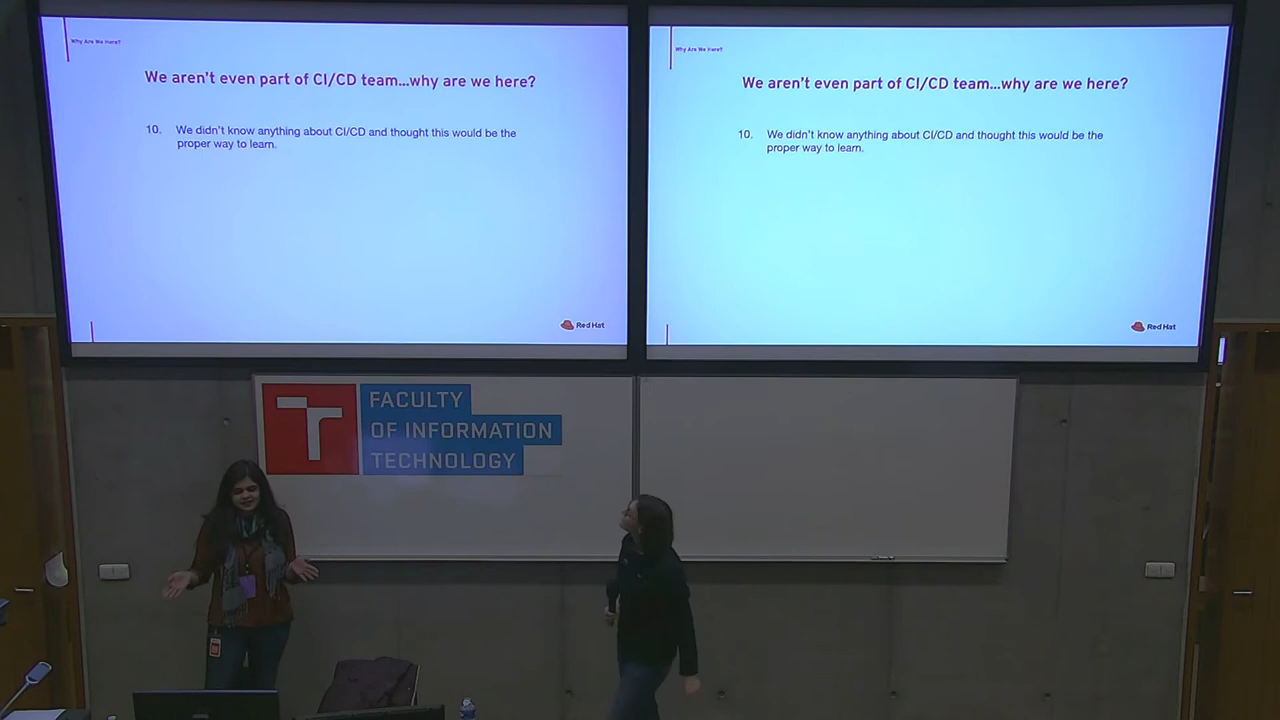 Why Are We Here?
We aren't even part of CI/CD team...why are we here?
10. We didn't know anything about CI/CD and thought this would be the
proper way to learn.
Red Hat
Why Are We Here?
We aren't even part of CI/CD team...why are we here?
10. We didn't know anything about CI/CD and thought this would be the
proper way to learn.
Red Hat
T
FACULTY
OF INFORMATION
TECHNOLOGY